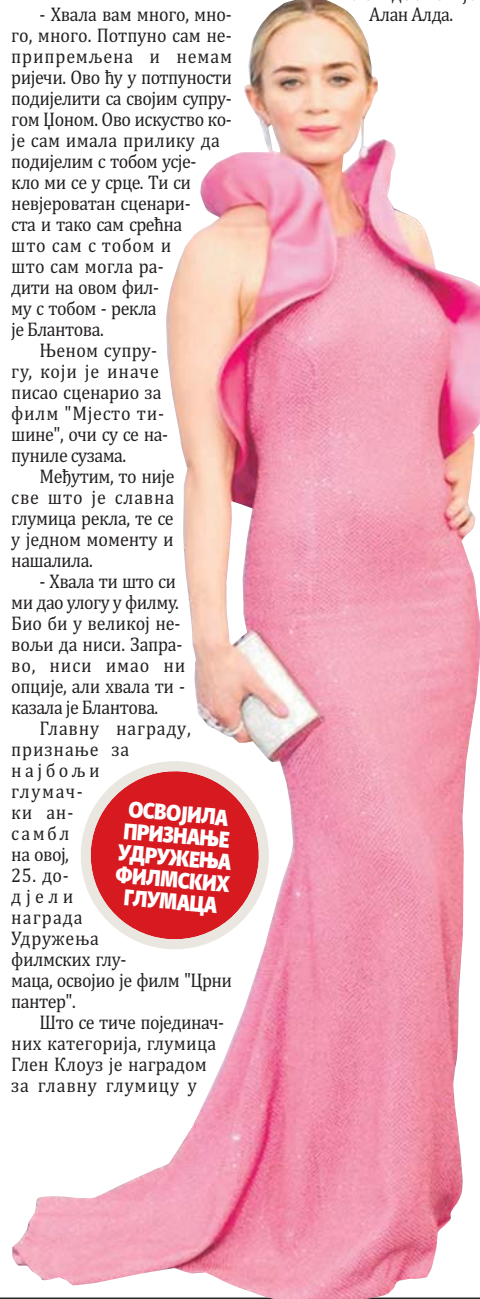 - Хвала вам много, мно-
го, много. Потпуно сам не-
припремљена и немам
ријечи. Ово ћу у потпуности
подијелити са својим супру-
гом Џоном. Ово искуство ко-
је сам имала прилику да
подијелим с тобом усје-
кло ми се у срце. Ти си
невјероватан сценари-
ста и тако сам срећна
што сам с тобом и
што сам могла ра-
дити на овом фил-
му с тобом - рекла
је Блантова.
Њеном супру-
гу, који је иначе
писао сценарио за
филм "Мјесто ти-
шине", очи су се на-
пуниле сузама.
Међутим, то није
све што је славна
глумица рекла, те се
у једном моменту и
нашалила.
- Хвала ти што си
ми дао улогу у филму.
Био би у великој не-
вољи да ниси. Запра-
во, ниси имао ни
опције, али хвала ти -
казала је Блантова.
Главну награду,
признање за
најбољи
глумач-
ки ан-
самбл
на овој,
25. до-
дјели
награда
Удружења
филмских глу-
маца, освојио је филм "Црни
пантер".
Што се тиче појединач-
них категорија, глумица
Глен Клоуз је наградом
за главну глумицу у
Алан Алда.
ОСВОЈИЛА
ПРИЗНАЊЕ
УДРУЖЕЊА
ФИЛМСКИХ
ГЛУМАЦА